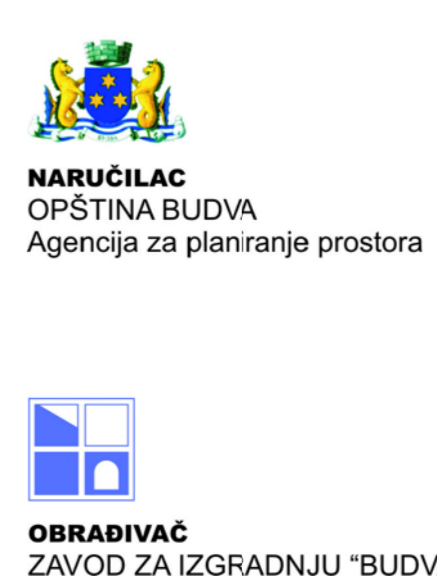 NARUČILAC
OPŠTINA BUDVA
Agencija za planiranje prostora
OBRAĐIVAČ
ZAVOD ZA IZGRADNJU “BUDV